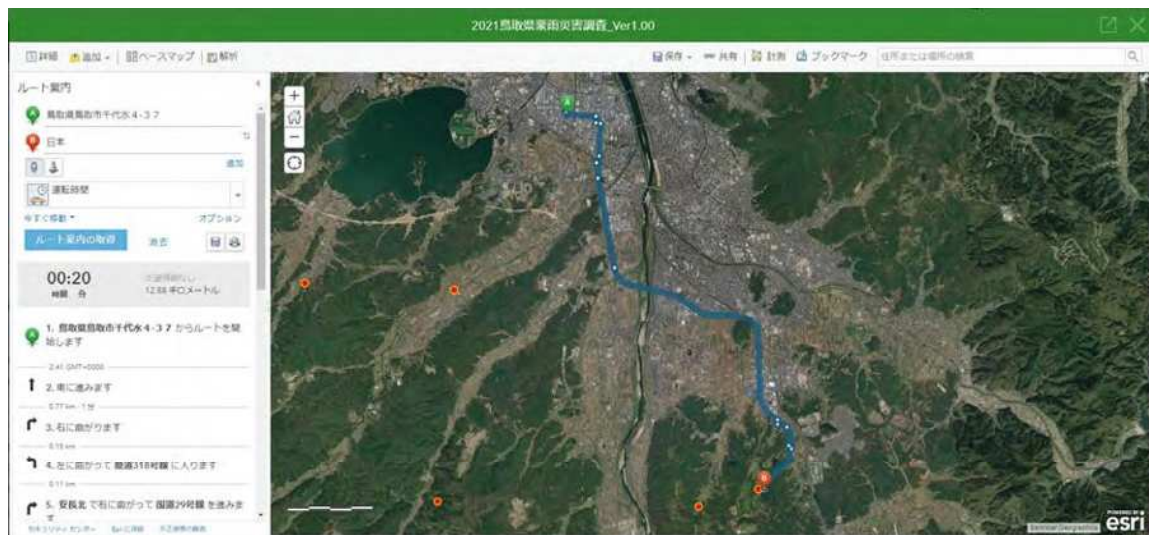 2021鳥取県豪雨災害調査_Ver1.00
詳細 追加 ベースマップ 解析
保存 共有 計測 ブックマーク 住所または場所の検索
ルート案内
A 鳥取県鳥取市千代水4-37
B 日本
追加
運転時間
今すぐ移動 オプション
ルート案内の取得 消去
00:20
時間 分
12.88 キロメートル
A 1. 鳥取県鳥取市千代水4-37 からルートを開
始します
2. 南に進みます
0.77 km · 1 分
3. 右に曲がります
4. 左に曲がって 県道318号線 に入ります
5. 安長北 で右に曲がって 国道29号線 を進みま
す
A
B
POWERED BY
esri